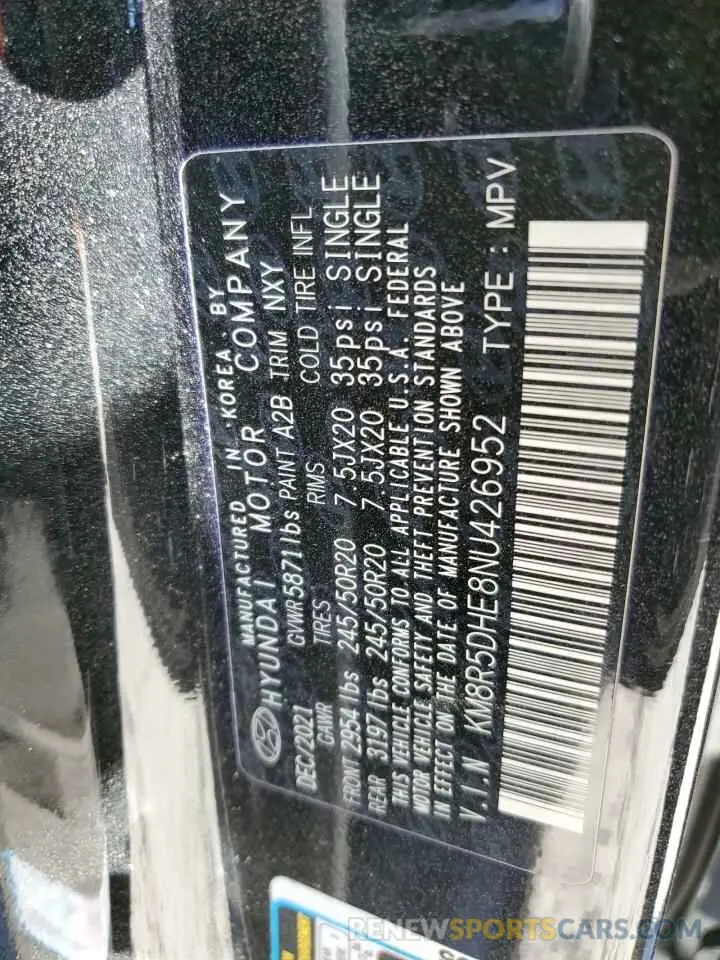 MANUFACTURED IN KOREA BY
HYUNDAI MOTOR COMPANY
DEC/2021 GVWR 5871 lbs PAINT A2B TRIM NXY
GAWR TIRES RIMS COLD TIRE INFL
FRONT 2954 lbs 245/50R20 7.5JX20 35psi SINGLE
REAR 3197 lbs 245/50R20 7.5JX20 35psi SINGLE
THIS VEHICLE CONFORMS TO ALL APPLICABLE U.S.A. FEDERAL
MOTOR VEHICLE SAFETY AND THEFT PREVENTION STANDARDS
IN EFFECT ON THE DATE OF MANUFACTURE SHOWN ABOVE
V.I.N KM8R5DHE8NU426952 TYPE : MPV
RENEWSPORTSCARS.COM